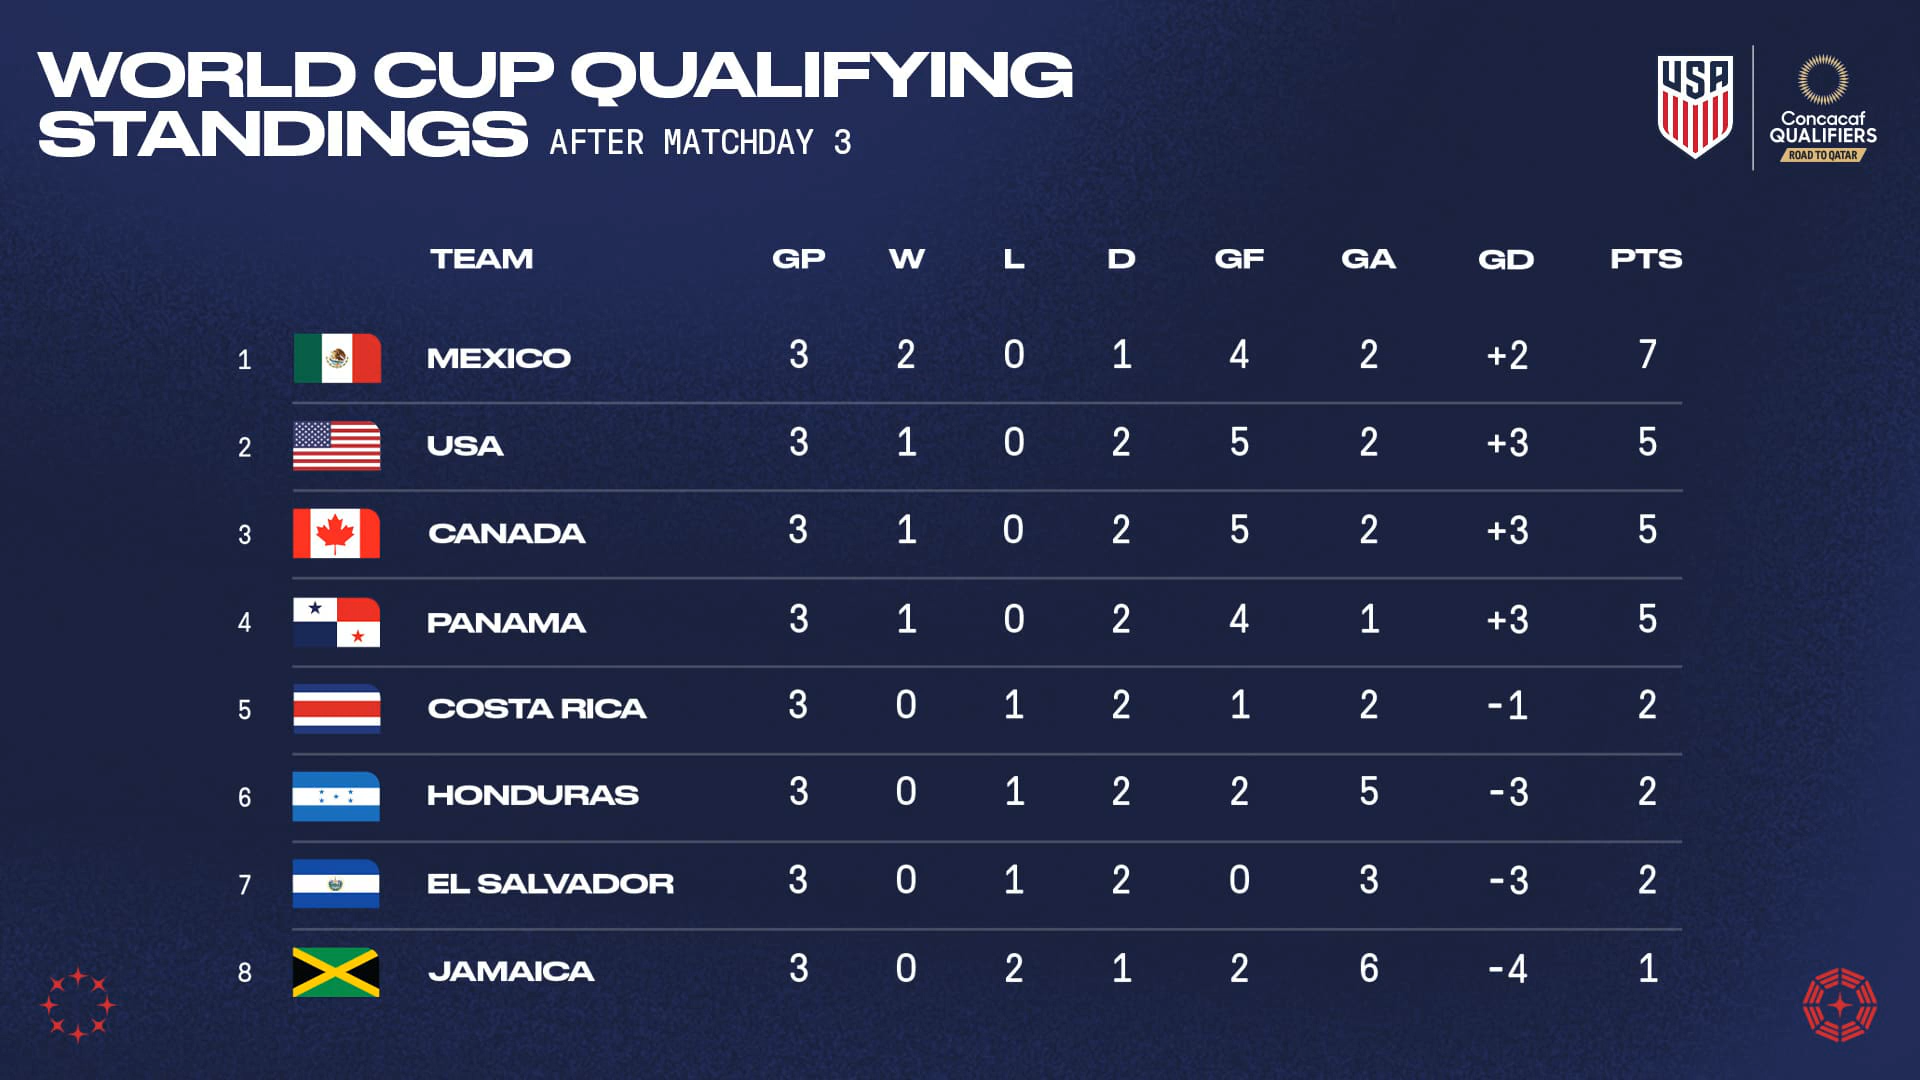 WORLD CUP QUALIFYING
STANDINGS AFTER MATCHDAY 3
USA
Concacaf
QUALIFIERS
ROAD TO QATAR
TEAM GP W L D GF GA GD PTS
1 MEXICO 3 2 0 1 4 2 +2 7
2 USA 3 1 0 2 5 2 +3 5
3 CANADA 3 1 0 2 5 2 +3 5
4 PANAMA 3 1 0 2 4 1 +3 5
5 COSTA RICA 3 0 1 2 1 2 -1 2
6 HONDURAS 3 0 1 2 2 5 -3 2
7 EL SALVADOR 3 0 1 2 0 3 -3 2
8 JAMAICA 3 0 2 1 2 6 -4 1